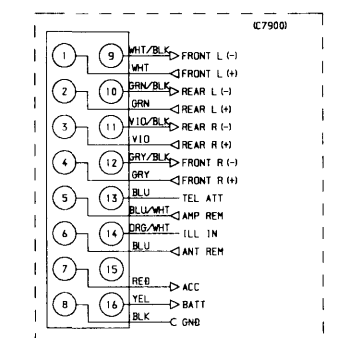 (C7900)
1 9 WHT/BLK FRONT L (-)
WHT FRONT L (+)
2 10 GRN/BLK REAR L (-)
GRN REAR L (+)
3 11 VIO/BLK REAR R (-)
VIO REAR R (+)
4 12 GRY/BLK FRONT R (-)
GRY FRONT R (+)
5 13 BLU TEL ATT
BLU/WHT AMP REM
6 14 ORG/WHT ILL IN
BLU ANT REM
7 15
RED ACC
8 16 YEL BATT
BLK GND